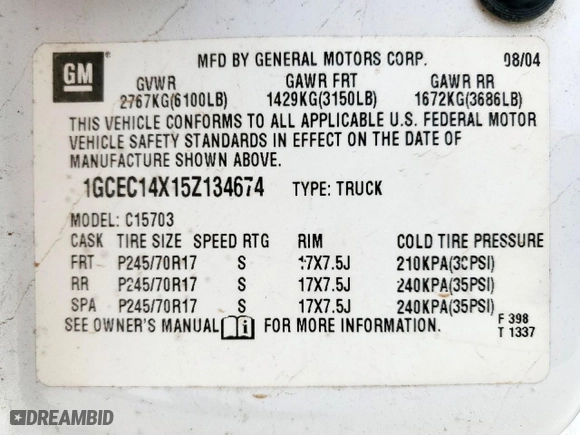 GM
MFD BY GENERAL MOTORS CORP. 08/04
GVWR GAWR FRT GAWR RR
2767KG(6100LB) 1429KG(3150LB) 1672KG(3686LB)
THIS VEHICLE CONFORMS TO ALL APPLICABLE U.S. FEDERAL MOTOR
VEHICLE SAFETY STANDARDS IN EFFECT ON THE DATE OF
MANUFACTURE SHOWN ABOVE.
1GCEC14X15Z134674 TYPE: TRUCK
MODEL: C15703
CASK TIRE SIZE SPEED RTG RIM COLD TIRE PRESSURE
FRT P245/70R17 S 17X7.5J 210KPA(30PSI)
RR P245/70R17 S 17X7.5J 240KPA(35PSI)
SPA P245/70R17 S 17X7.5J 240KPA(35PSI)
SEE OWNER'S MANUAL i FOR MORE INFORMATION.
F 398
T 1337
DREAMBID